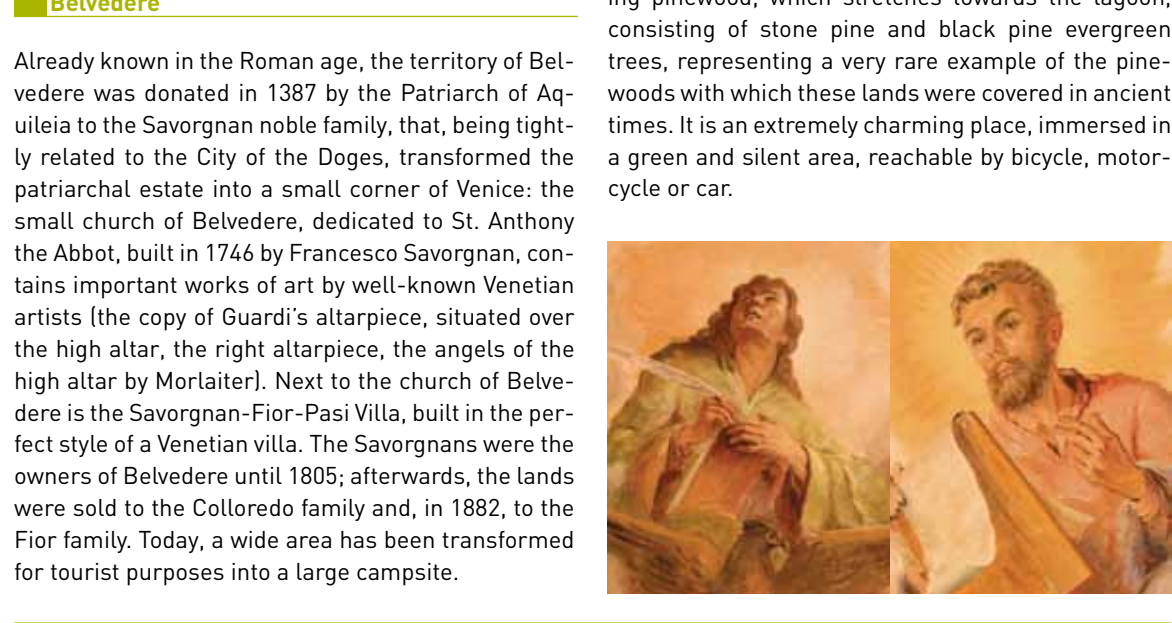 Belvedere
Already known in the Roman age, the territory of Bel-
vedere was donated in 1387 by the Patriarch of Aq-
uileia to the Savorgnan noble family, that, being tight-
ly related to the City of the Doges, transformed the
patriarchal estate into a small corner of Venice: the
small church of Belvedere, dedicated to St. Anthony
the Abbot, built in 1746 by Francesco Savorgnan, con-
tains important works of art by well-known Venetian
artists (the copy of Guardi's altarpiece, situated over
the high altar, the right altarpiece, the angels of the
high altar by Morlaiter). Next to the church of Belve-
dere is the Savorgnan-Fior-Pasi Villa, built in the per-
fect style of a Venetian villa. The Savorgnans were the
owners of Belvedere until 1805; afterwards, the lands
were sold to the Colloredo family and, in 1882, to the
Fior family. Today, a wide area has been transformed
for tourist purposes into a large campsite.
ing pinewood, which stretches towards the lagoon,
consisting of stone pine and black pine evergreen
trees, representing a very rare example of the pine-
woods with which these lands were covered in ancient
times. It is an extremely charming place, immersed in
a green and silent area, reachable by bicycle, motor-
cycle or car.